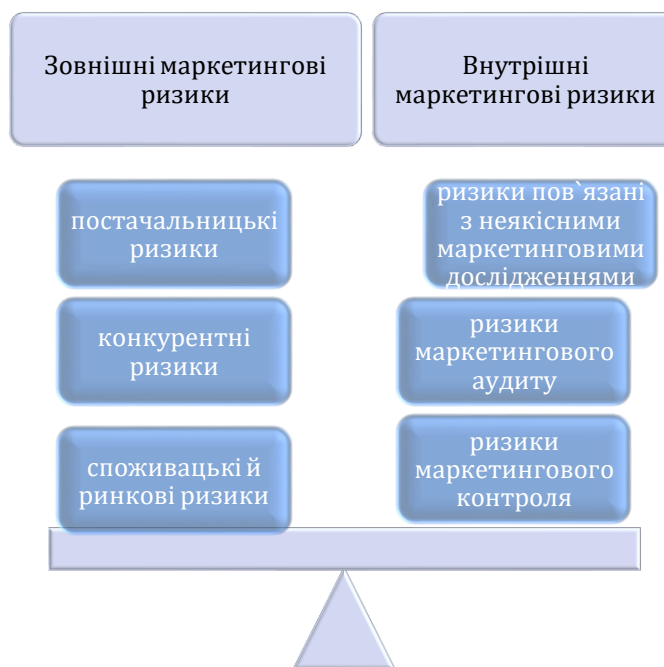 Зовнішні маркетингові
ризики
Внутрішні
маркетингові ризики
постачальницькі
ризики
конкурентні
ризики
споживацькі й
ринкові ризики
ризики пов`язані
з неякісними
маркетинговими
дослідженнями
ризики
маркетингового
аудиту
ризики
маркетингового
контроля